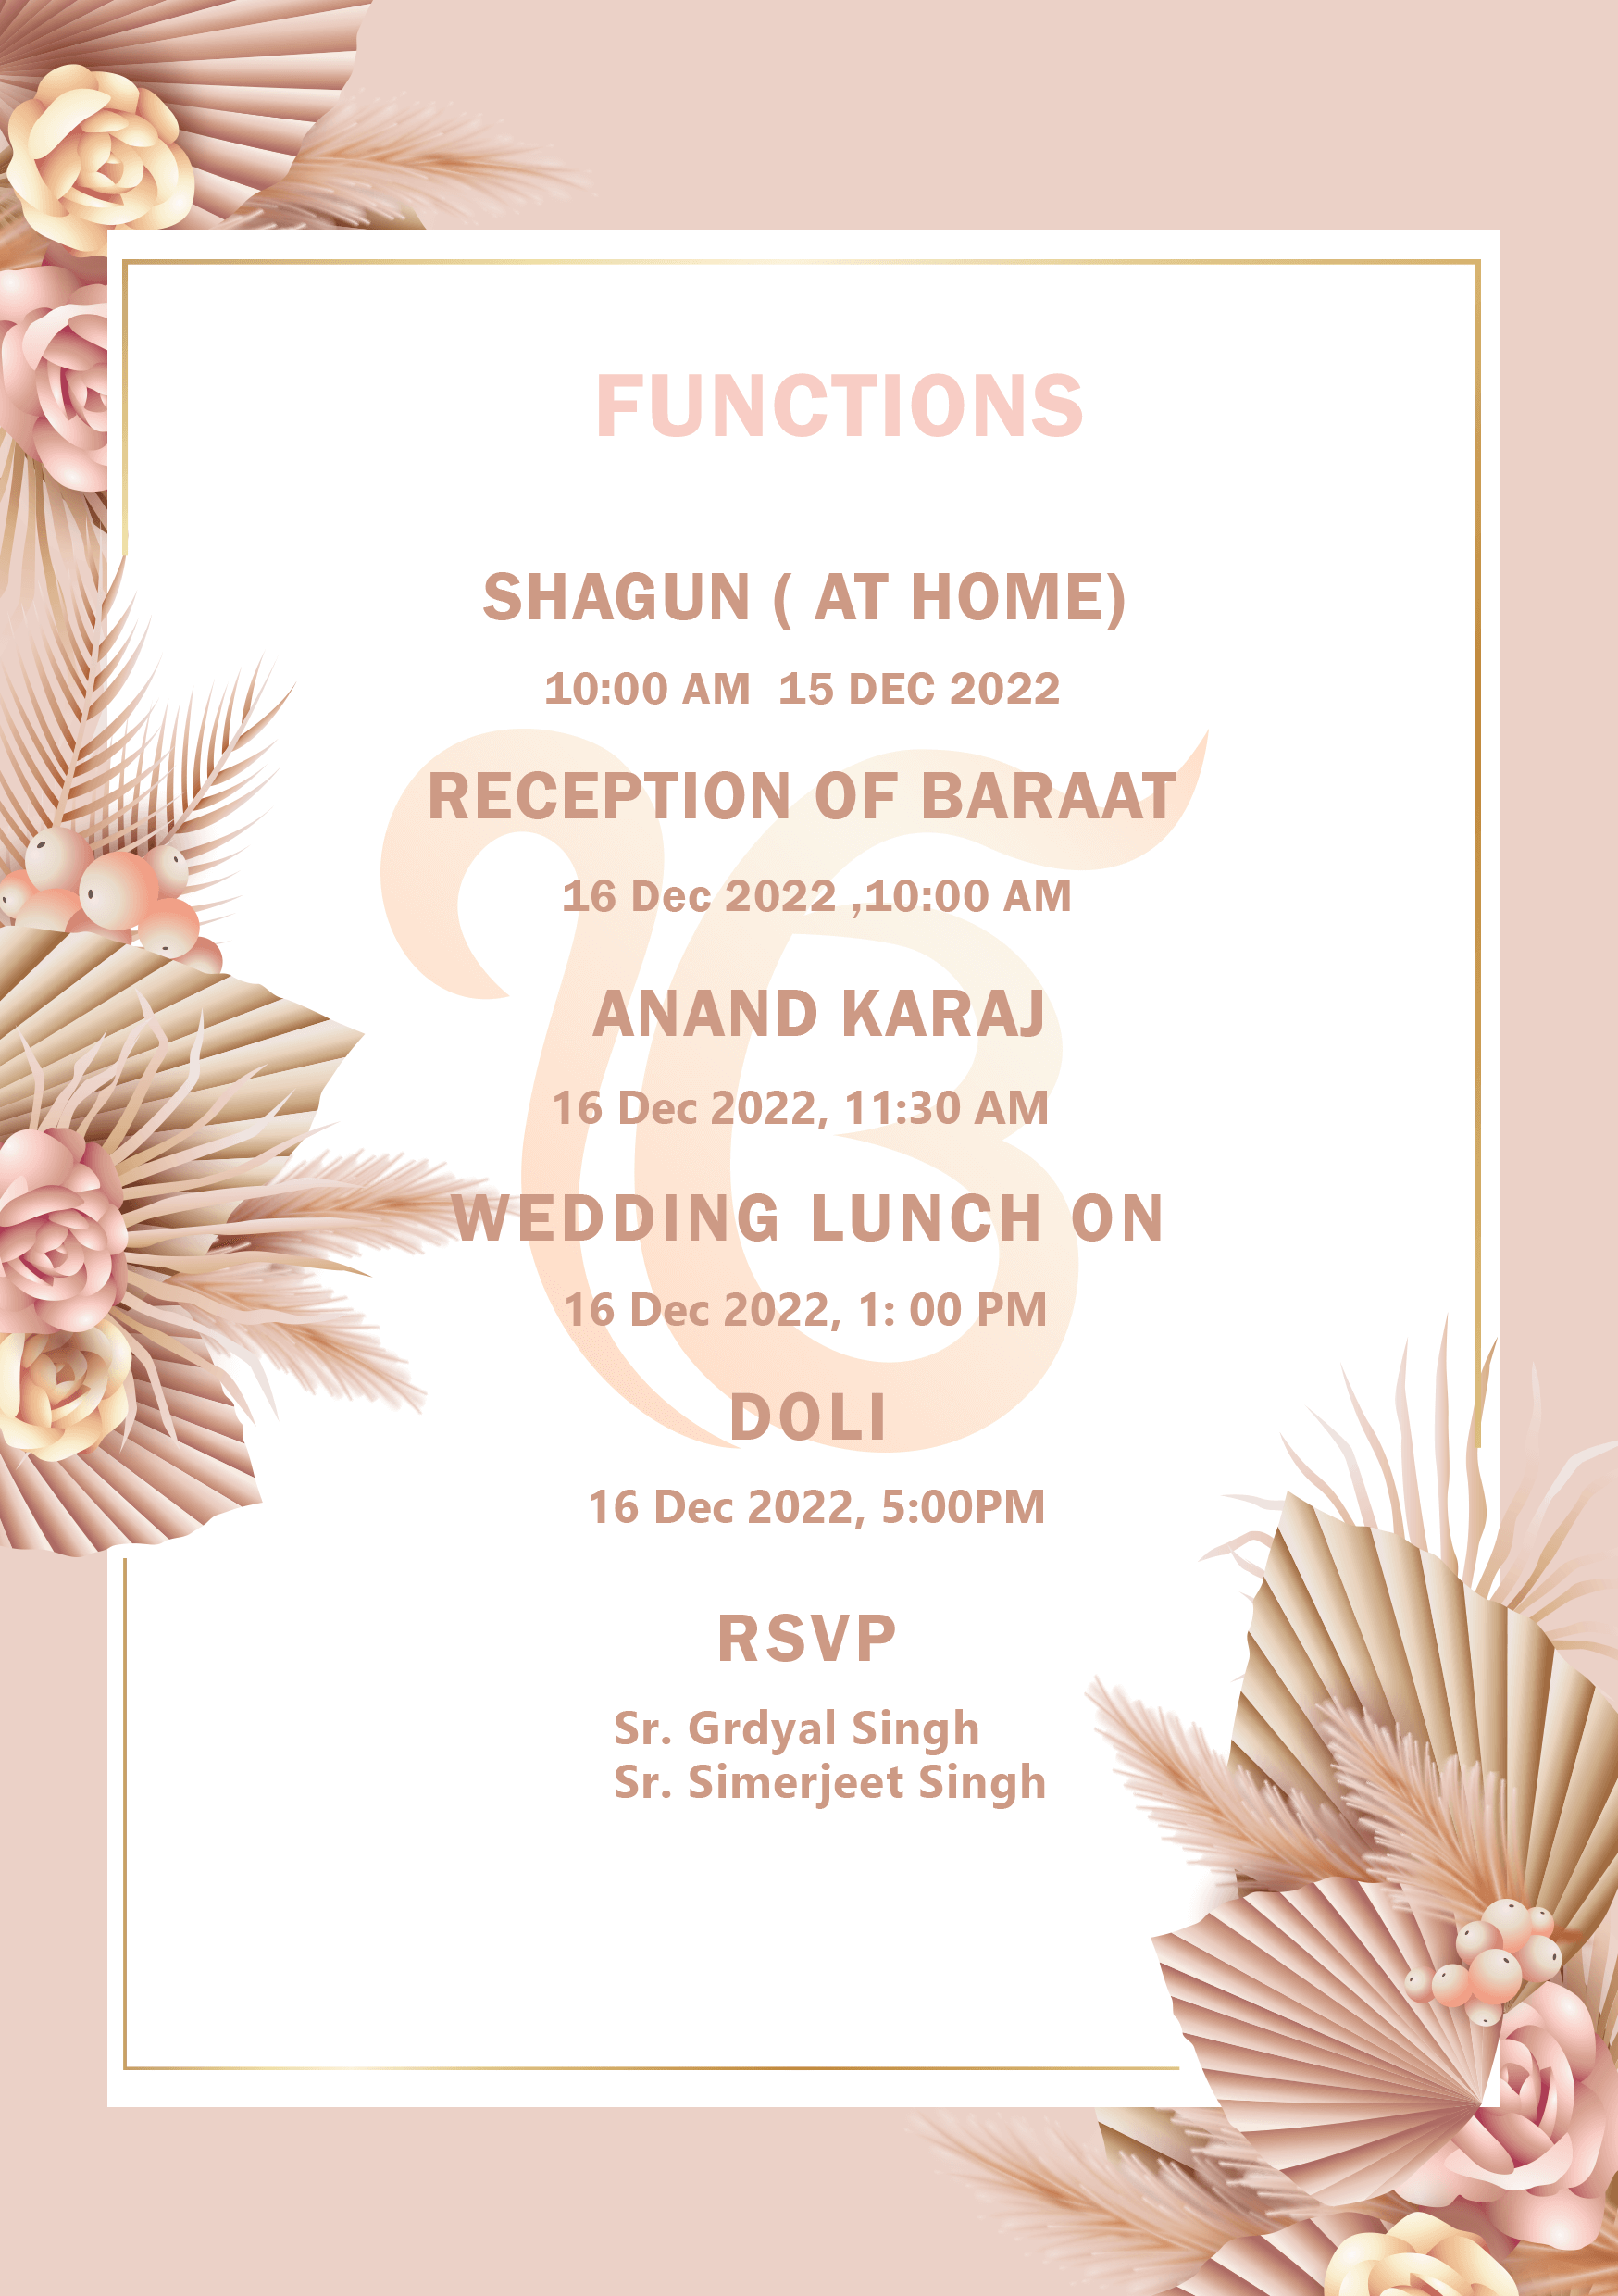 FUNCTIONS
SHAGUN ( AT HOME)
10:00 AM  15 DEC 2022
RECEPTION OF BARAAT
16 Dec 2022 ,10:00 AM
ANAND KARAJ
16 Dec 2022, 11:30 AM
WEDDING LUNCH ON
16 Dec 2022, 1: 00 PM
DOLI
16 Dec 2022, 5:00PM
RSVP
Sr. Grdyal Singh
Sr. Simerjeet Singh
ੴ